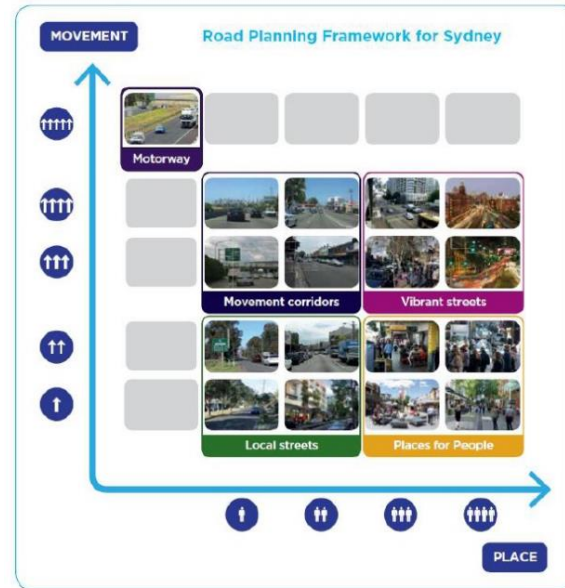 MOVEMENT
Road Planning Framework for Sydney
Motorway
Movement corridors
Vibrant streets
Local streets
Places for People
PLACE